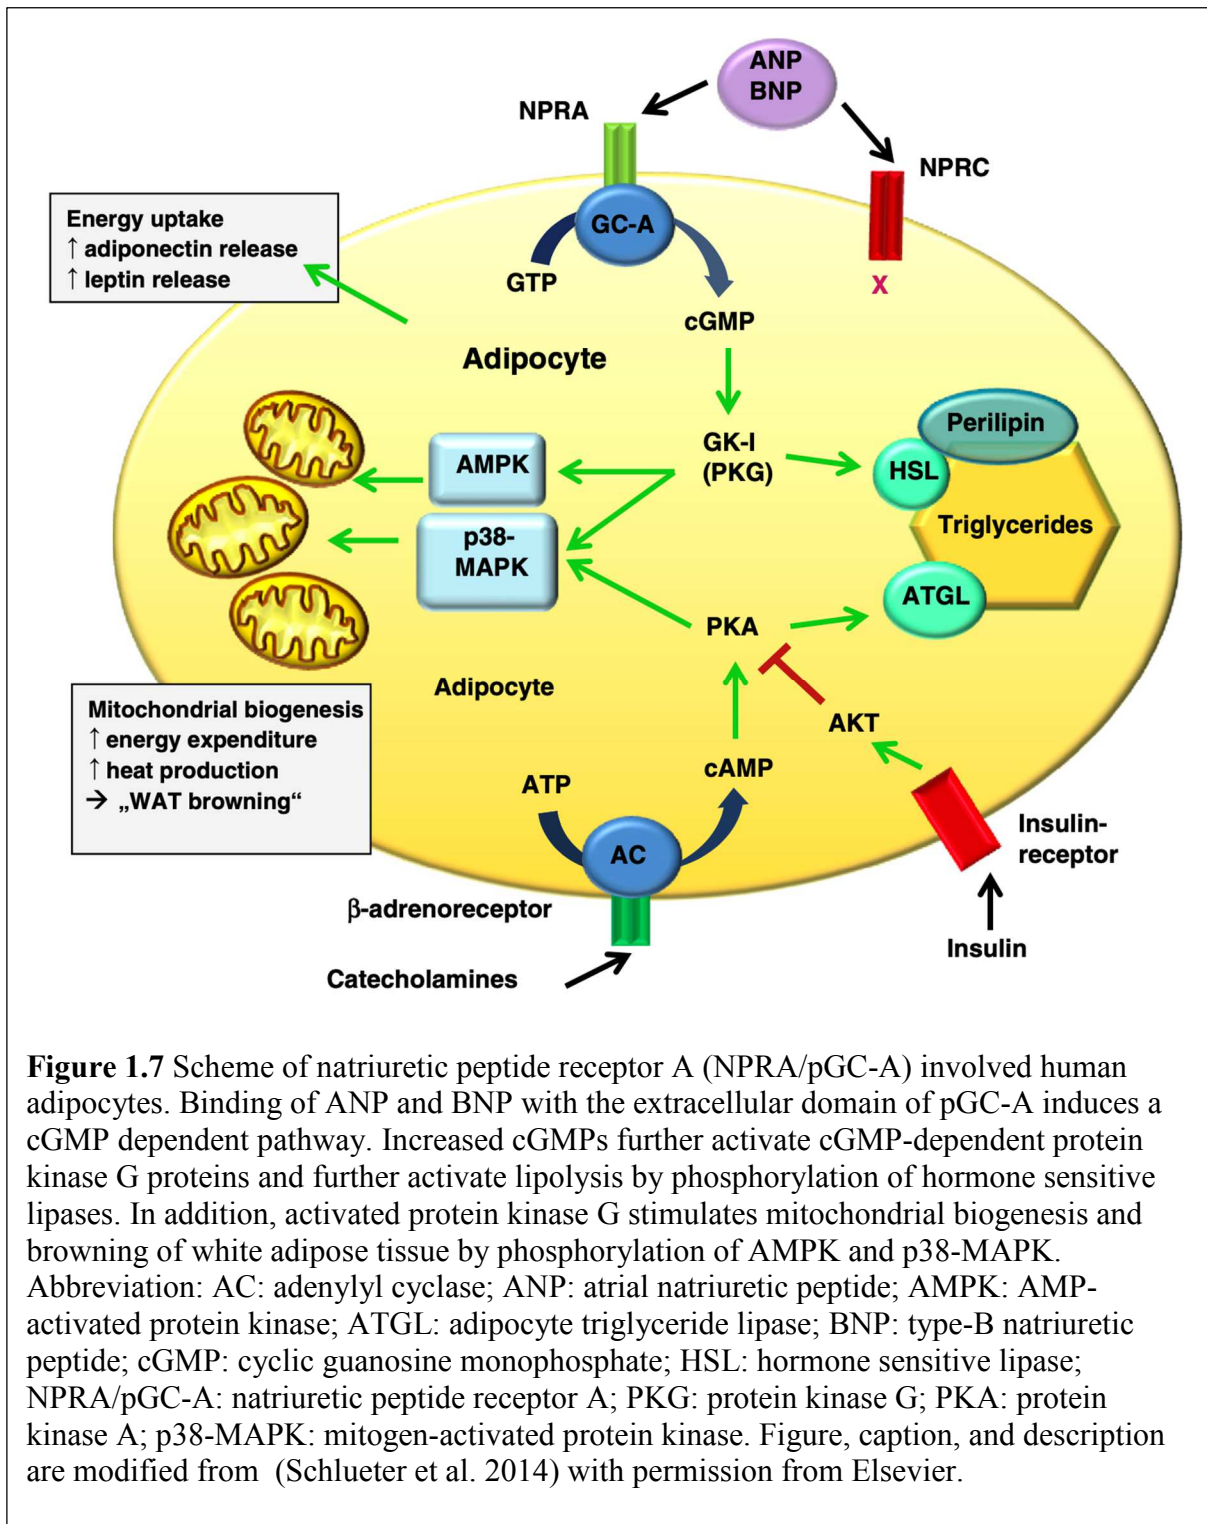 ANP
BNP
NPRA
NPRC
Energy uptake
↑ adiponectin release
↑ leptin release
GC-A
GTP
X
cGMP
Adipocyte
Perilipin
GK-I
(PKG)
HSL
AMPK
Triglycerides
p38-
MAPK
ATGL
PKA
Adipocyte
Mitochondrial biogenesis
↑ energy expenditure
↑ heat production
→ „WAT browning“
AKT
cAMP
ATP
Insulin-
receptor
AC
β-adrenoreceptor
Insulin
Catecholamines
Figure 1.7 Scheme of natriuretic peptide receptor A (NPRA/pGC-A) involved human
adipocytes. Binding of ANP and BNP with the extracellular domain of pGC-A induces a
cGMP dependent pathway. Increased cGMPs further activate cGMP-dependent protein
kinase G proteins and further activate lipolysis by phosphorylation of hormone sensitive
lipases. In addition, activated protein kinase G stimulates mitochondrial biogenesis and
browning of white adipose tissue by phosphorylation of AMPK and p38-MAPK.
Abbreviation: AC: adenylyl cyclase; ANP: atrial natriuretic peptide; AMPK: AMP-
activated protein kinase; ATGL: adipocyte triglyceride lipase; BNP: type-B natriuretic
peptide; cGMP: cyclic guanosine monophosphate; HSL: hormone sensitive lipase;
NPRA/pGC-A: natriuretic peptide receptor A; PKG: protein kinase G; PKA: protein
kinase A; p38-MAPK: mitogen-activated protein kinase. Figure, caption, and description
are modified from (Schlueter et al. 2014) with permission from Elsevier.